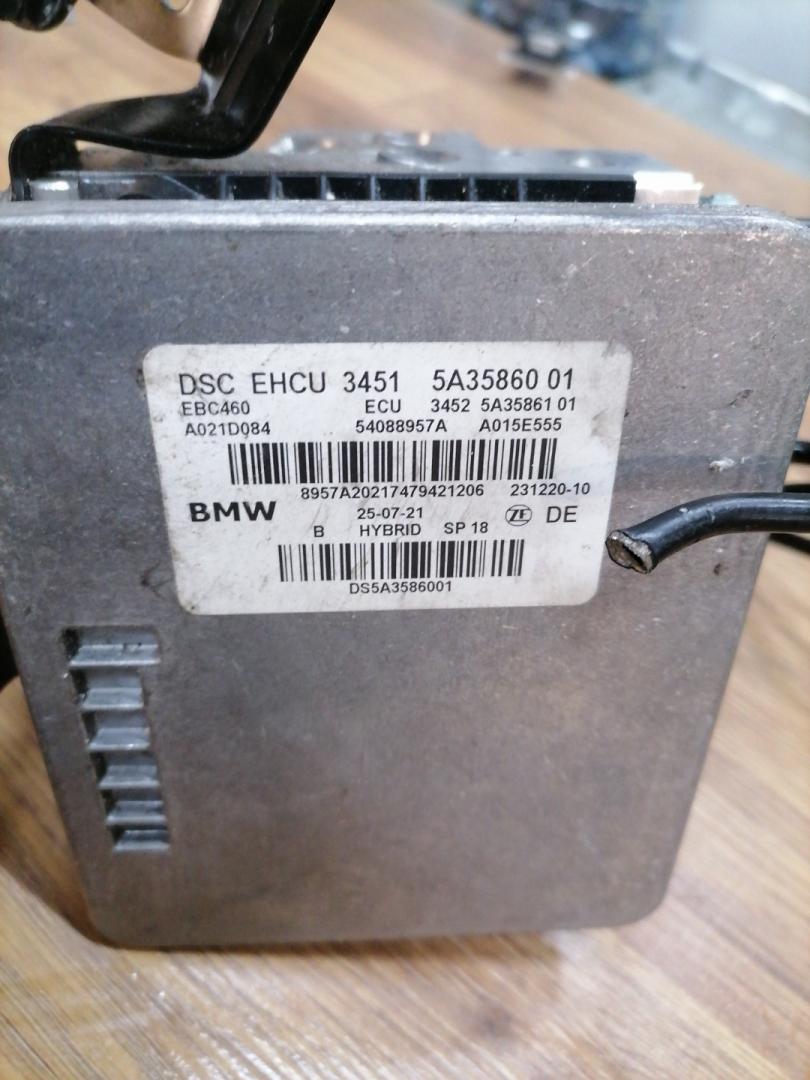 DSC EHCU 3451 5A35860 01
EBC460 ECU 3452 5A35861 01
A021D084 54088957A A015E555
8957A20217479421206 231220-10
BMW 25-07-21 ZF DE
B HYBRID SP 18
DS5A3586001